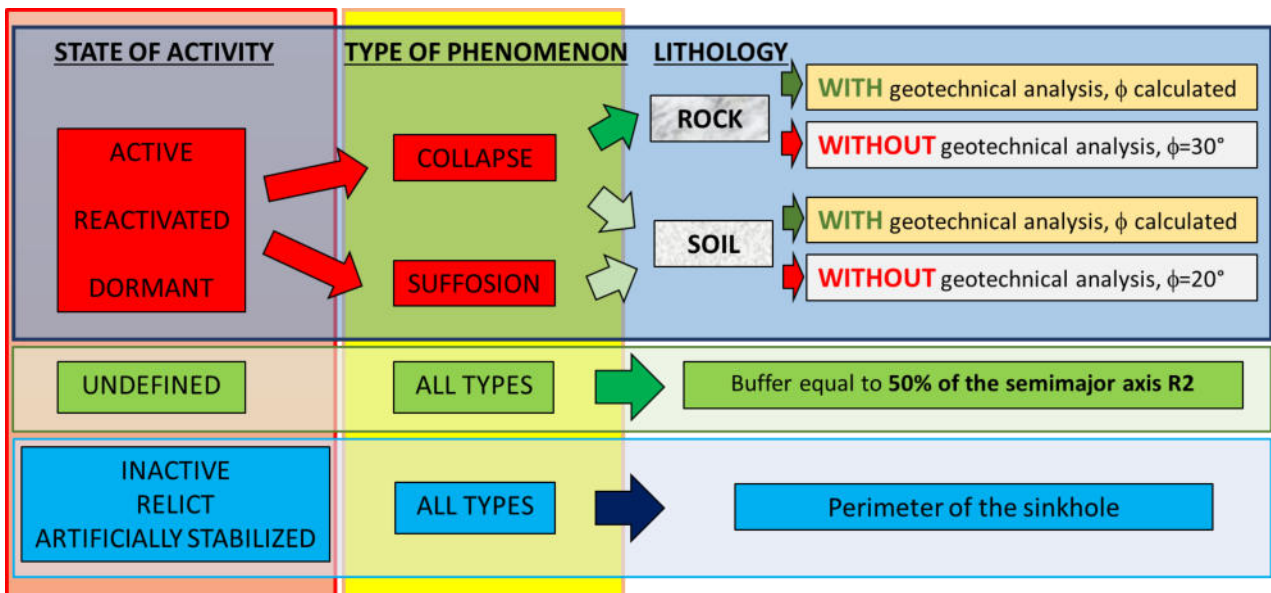 STATE OF ACTIVITY
TYPE OF PHENOMENON
LITHOLOGY
ACTIVE
REACTIVATED
DORMANT
COLLAPSE
SUFFOSION
ROCK
WITH geotechnical analysis, ϕ calculated
WITHOUT geotechnical analysis, ϕ=30°
SOIL
WITH geotechnical analysis, ϕ calculated
WITHOUT geotechnical analysis, ϕ=20°
UNDEFINED
ALL TYPES
Buffer equal to 50% of the semimajor axis R2
INACTIVE
RELICT
ARTIFICIALLY STABILIZED
ALL TYPES
Perimeter of the sinkhole